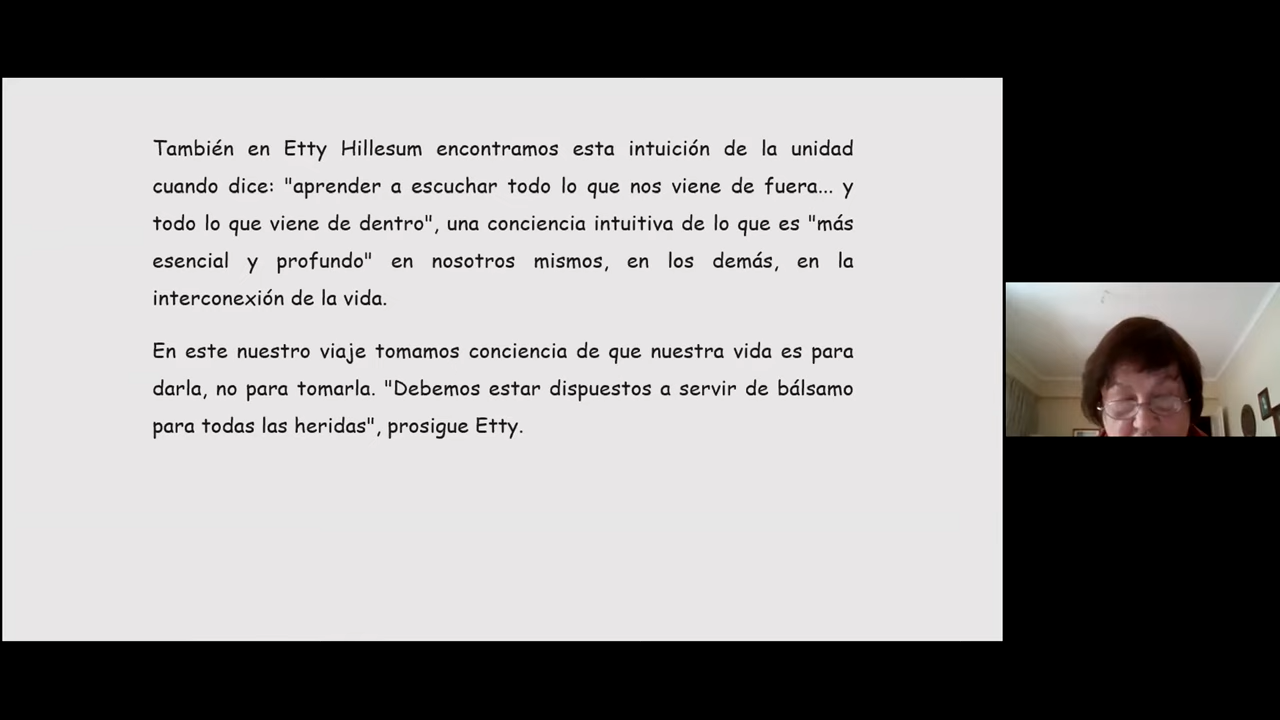 También en Etty Hillesum encontramos esta intuición de la unidad
cuando dice: "aprender a escuchar todo lo que nos viene de fuera... y
todo lo que viene de dentro", una conciencia intuitiva de lo que es "más
esencial y profundo" en nosotros mismos, en los demás, en la
interconexión de la vida.
En este nuestro viaje tomamos conciencia de que nuestra vida es para
darla, no para tomarla. "Debemos estar dispuestos a servir de bálsamo
para todas las heridas", prosigue Etty.